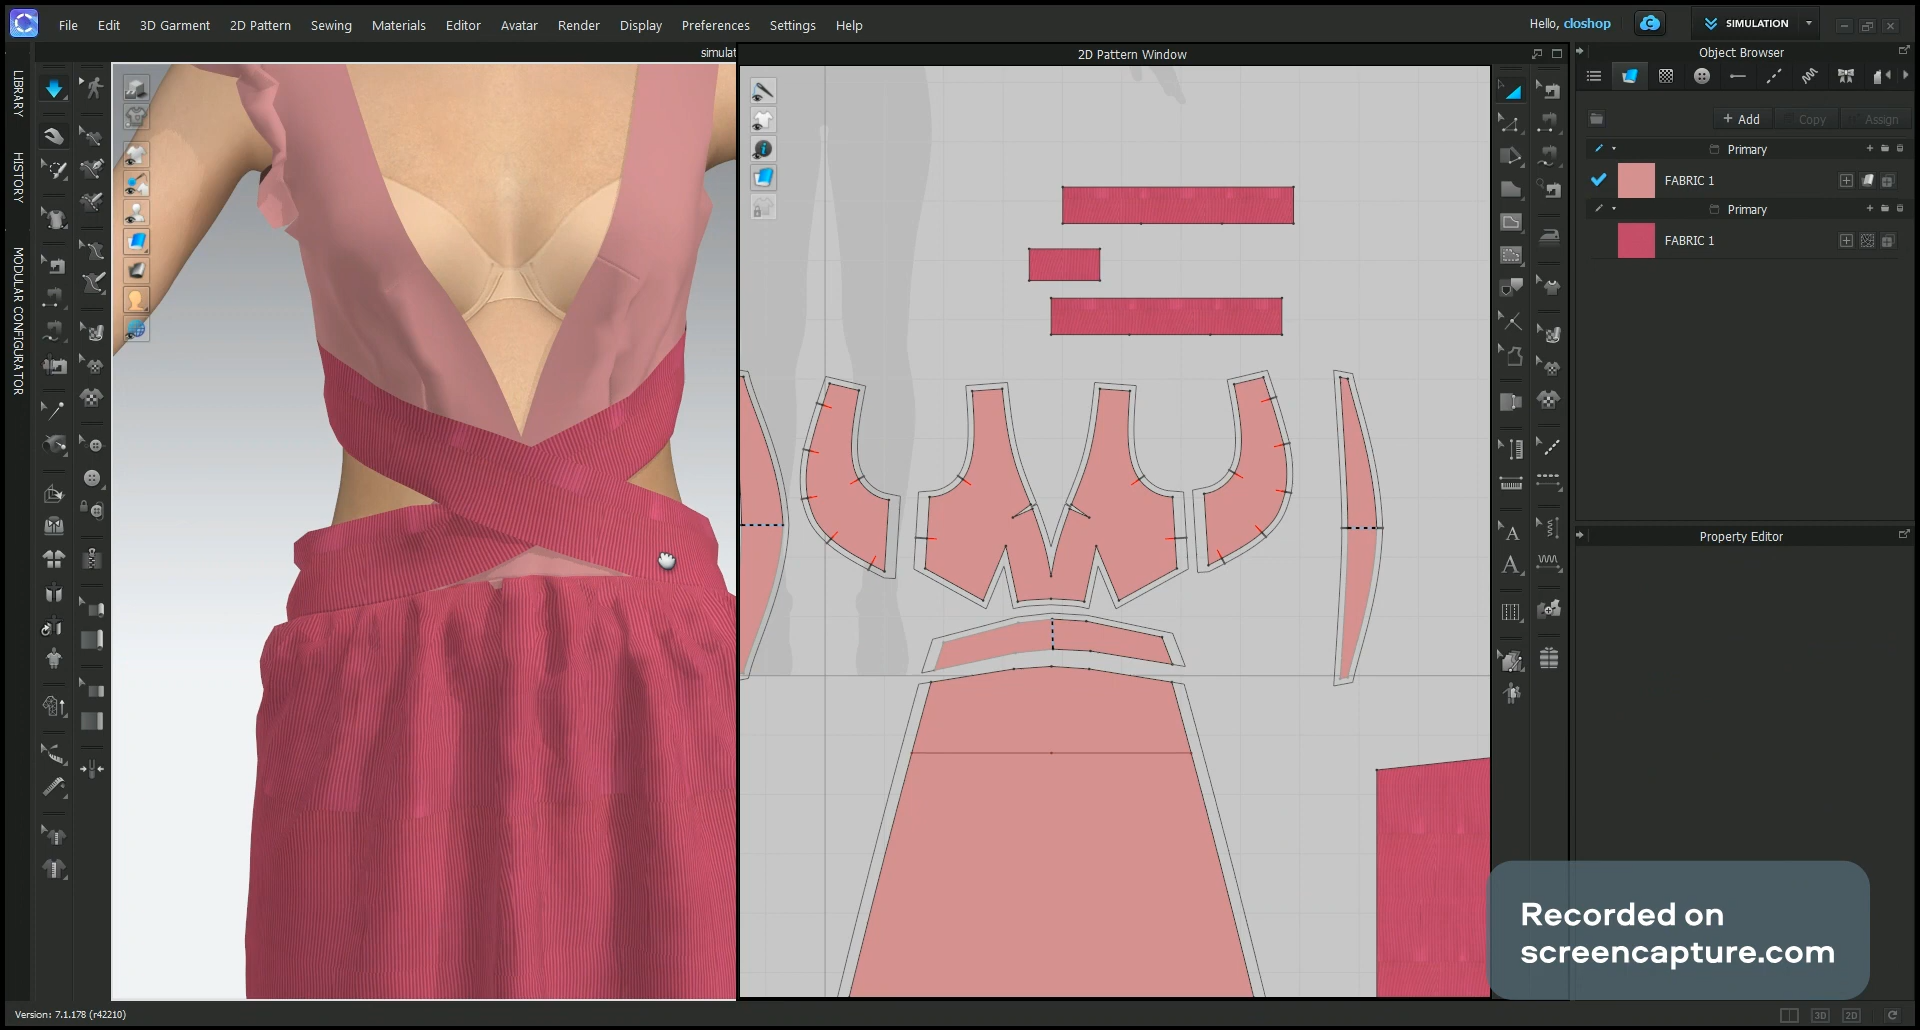 File Edit 3D Garment 2D Pattern Sewing Materials Editor Avatar Render Display Preferences Settings Help
Hello, closhop
SIMULATION
simulat
2D Pattern Window
Object Browser
LIBRARY
HISTORY
MODULAR CONFIGURATOR
+ Add
Copy
Assign
Primary
FABRIC 1
Primary
FABRIC 1
Property Editor
A
A
Recorded on
screencapture.com
Version: 7.1.178 (r42210)
3D
2D